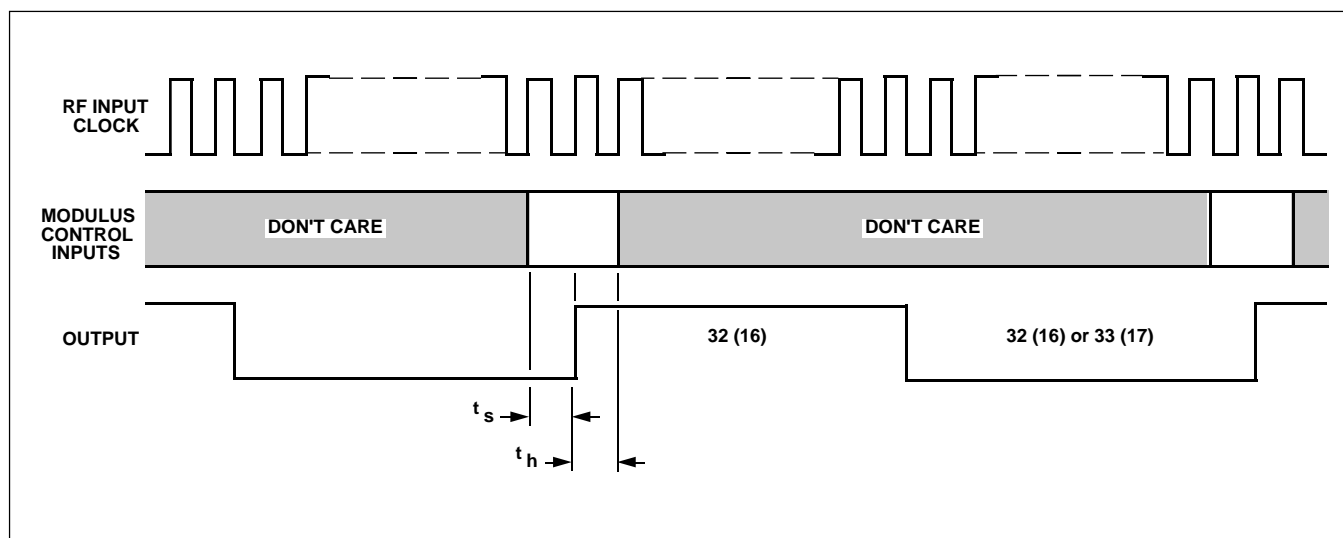 RF INPUT
CLOCK
MODULUS
CONTROL
INPUTS
DON'T CARE
DON'T CARE
OUTPUT
32 (16)
32 (16) or 33 (17)
t s
t h